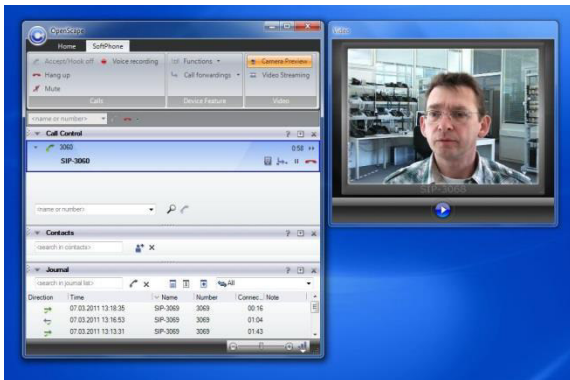 OpenScape
Home SoftPhone
Accept/Hook off Voice recording Functions Camera Preview
Hang up Call forwardings Video Streaming
Mute
Calls Device Feature Video
<name or number>
Call Control
3060 0:58
SIP-3060
<name or number>
Contacts
<search in contacts>
Journal
<search in journal list> All
Direction Time Name Number Connec... Note
07.03.2011 13:18:35 SIP-3069 3069 00:16
07.03.2011 13:16:53 SIP-3069 3069 01:04
07.03.2011 13:13:31 SIP-3069 3069 01:43
Video
SIP-3068